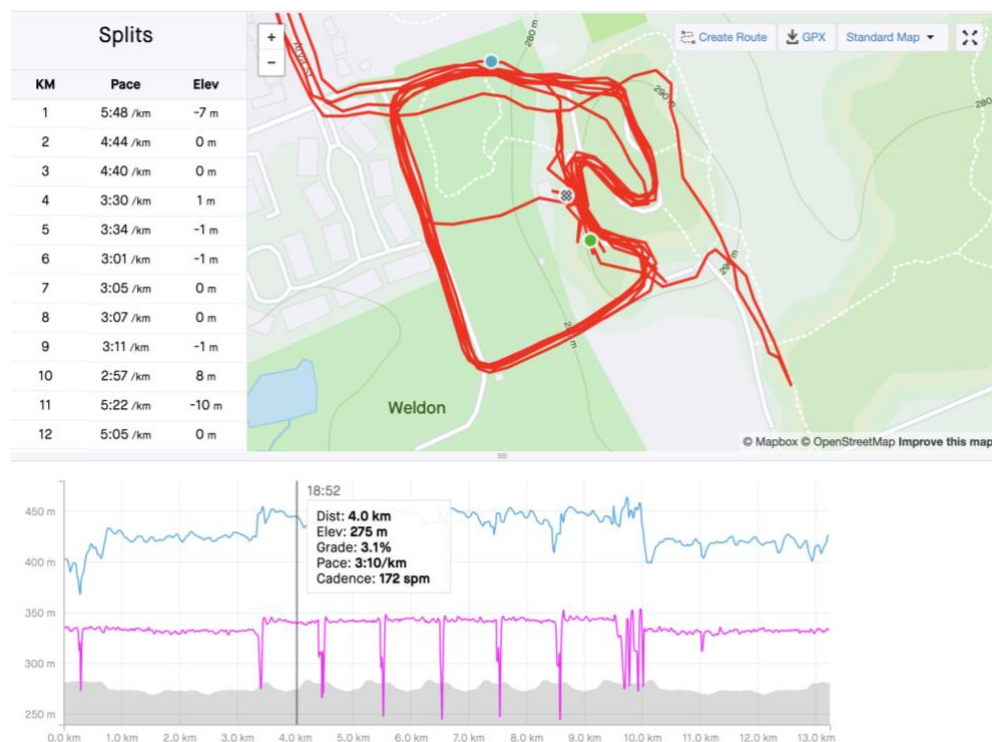 Splits
KM Pace Elev
1 5:48 /km -7 m
2 4:44 /km 0 m
3 4:40 /km 0 m
4 3:30 /km 1 m
5 3:34 /km -1 m
6 3:01 /km -1 m
7 3:05 /km 0 m
8 3:07 /km 0 m
9 3:11 /km -1 m
10 2:57 /km 8 m
11 5:22 /km -10 m
12 5:05 /km 0 m
+
−
280 m
Create Route
GPX
Standard Map
290 m
280
Weldon
© Mapbox © OpenStreetMap Improve this map
18:52
Dist: 4.0 km
Elev: 275 m
Grade: 3.1%
Pace: 3:10/km
Cadence: 172 spm
450 m
400 m
350 m
300 m
250 m
0.0 km 1.0 km 2.0 km 3.0 km 4.0 km 5.0 km 6.0 km 7.0 km 8.0 km 9.0 km 10.0 km 11.0 km 12.0 km 13.0 km